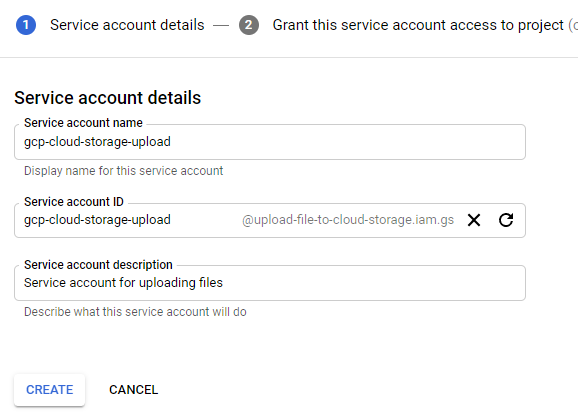 1 Service account details — 2 Grant this service account access to project (
Service account details
Service account name
gcp-cloud-storage-upload
Display name for this service account
Service account ID
gcp-cloud-storage-upload @upload-file-to-cloud-storage.iam.gs
Service account description
Service account for uploading files
Describe what this service account will do
CREATE CANCEL